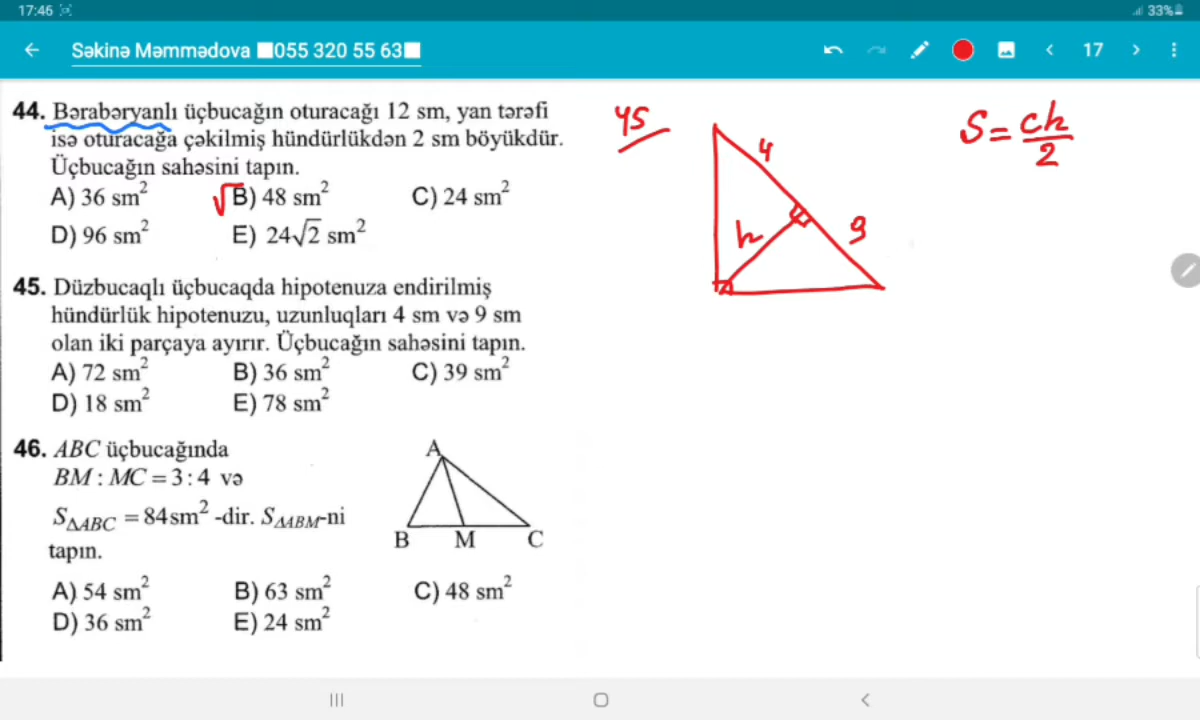 17:46
33%
Səkinə Məmmədova 055 320 55 63
17
44. Bərabəryanlı üçbucağın oturacağı 12 sm, yan tərəfi
isə oturacağa çəkilmiş hündürlükdən 2 sm böyükdür.
Üçbucağın sahəsini tapın.
A) 36 sm² √B) 48 sm² C) 24 sm²
D) 96 sm² E) 24√2 sm²
45. Düzbucaqlı üçbucaqda hipotenuza endirilmiş
hündürlük hipotenuzu, uzunluqları 4 sm və 9 sm
olan iki parçaya ayırır. Üçbucağın sahəsini tapın.
A) 72 sm² B) 36 sm² C) 39 sm²
D) 18 sm² E) 78 sm²
46. ABC üçbucağında
BM : MC = 3 : 4 və
S△ABC = 84 sm² -dir. S△ABM-ni
tapın.
A
B M C
A) 54 sm² B) 63 sm² C) 48 sm²
D) 36 sm² E) 24 sm²
45
4
h
9
S = ch/2